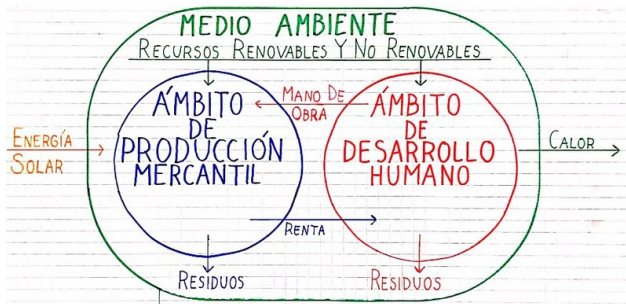 MEDIO AMBIENTE
RECURSOS RENOVABLES Y NO RENOVABLES
ÁMBITO
DE
PRODUCCIÓN
MERCANTIL
MANO DE
OBRA
ÁMBITO
DE
DESARROLLO
HUMANO
ENERGÍA
SOLAR
CALOR
RENTA
RESIDUOS
RESIDUOS